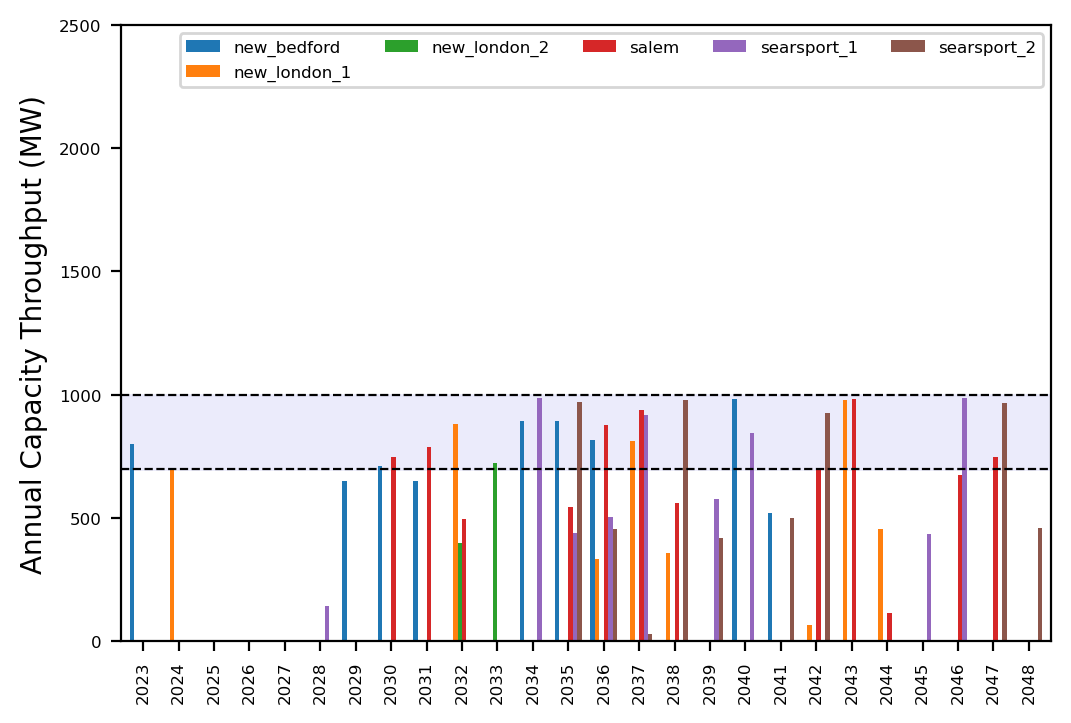 Annual Capacity Throughput (MW)
2500
2000
1500
1000
500
0
new_bedford new_london_2 salem searsport_1 searsport_2
new_london_1
2023 2024 2025 2026 2027 2028 2029 2030 2031 2032 2033 2034 2035 2036 2037 2038 2039 2040 2041 2042 2043 2044 2045 2046 2047 2048